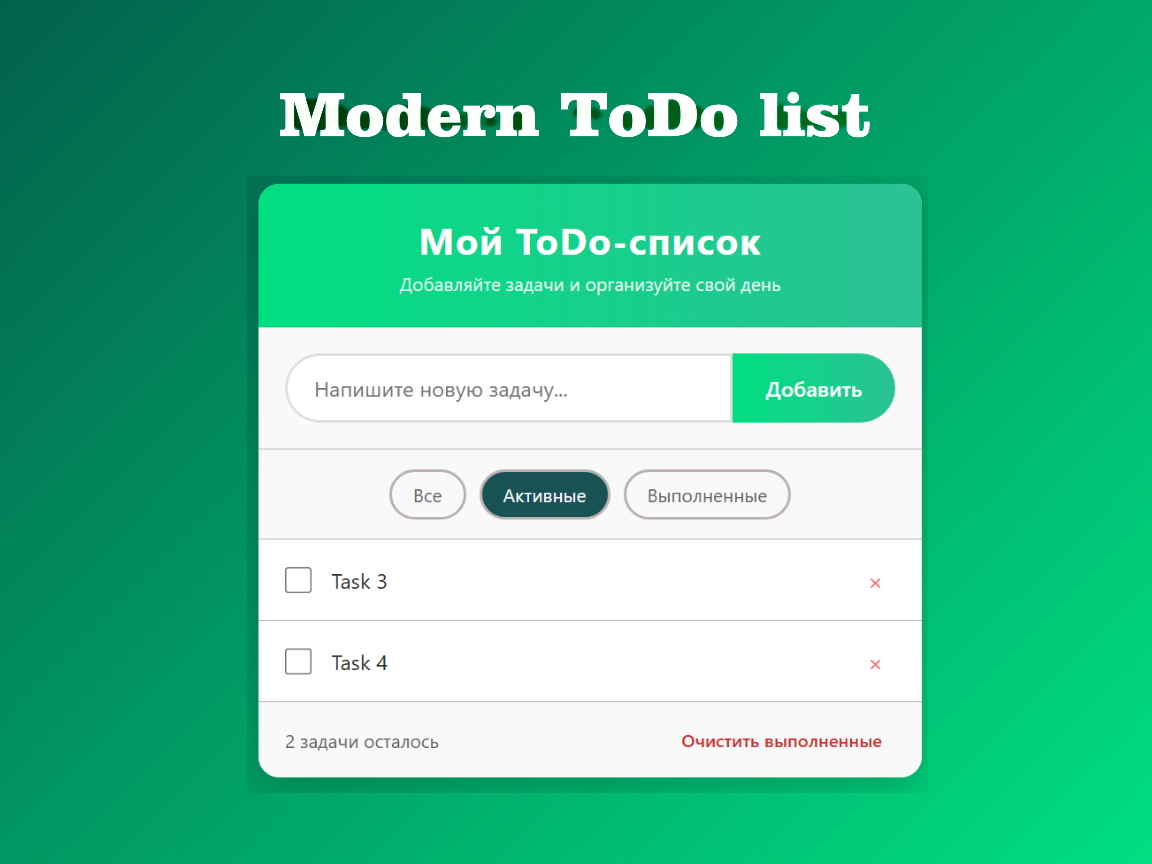 Modern ToDo list
Мой ToDo-список
Добавляйте задачи и организуйте свой день
Напишите новую задачу...
Добавить
Все
Активные
Выполненные
Task 3
×
Task 4
×
2 задачи осталось
Очистить выполненные